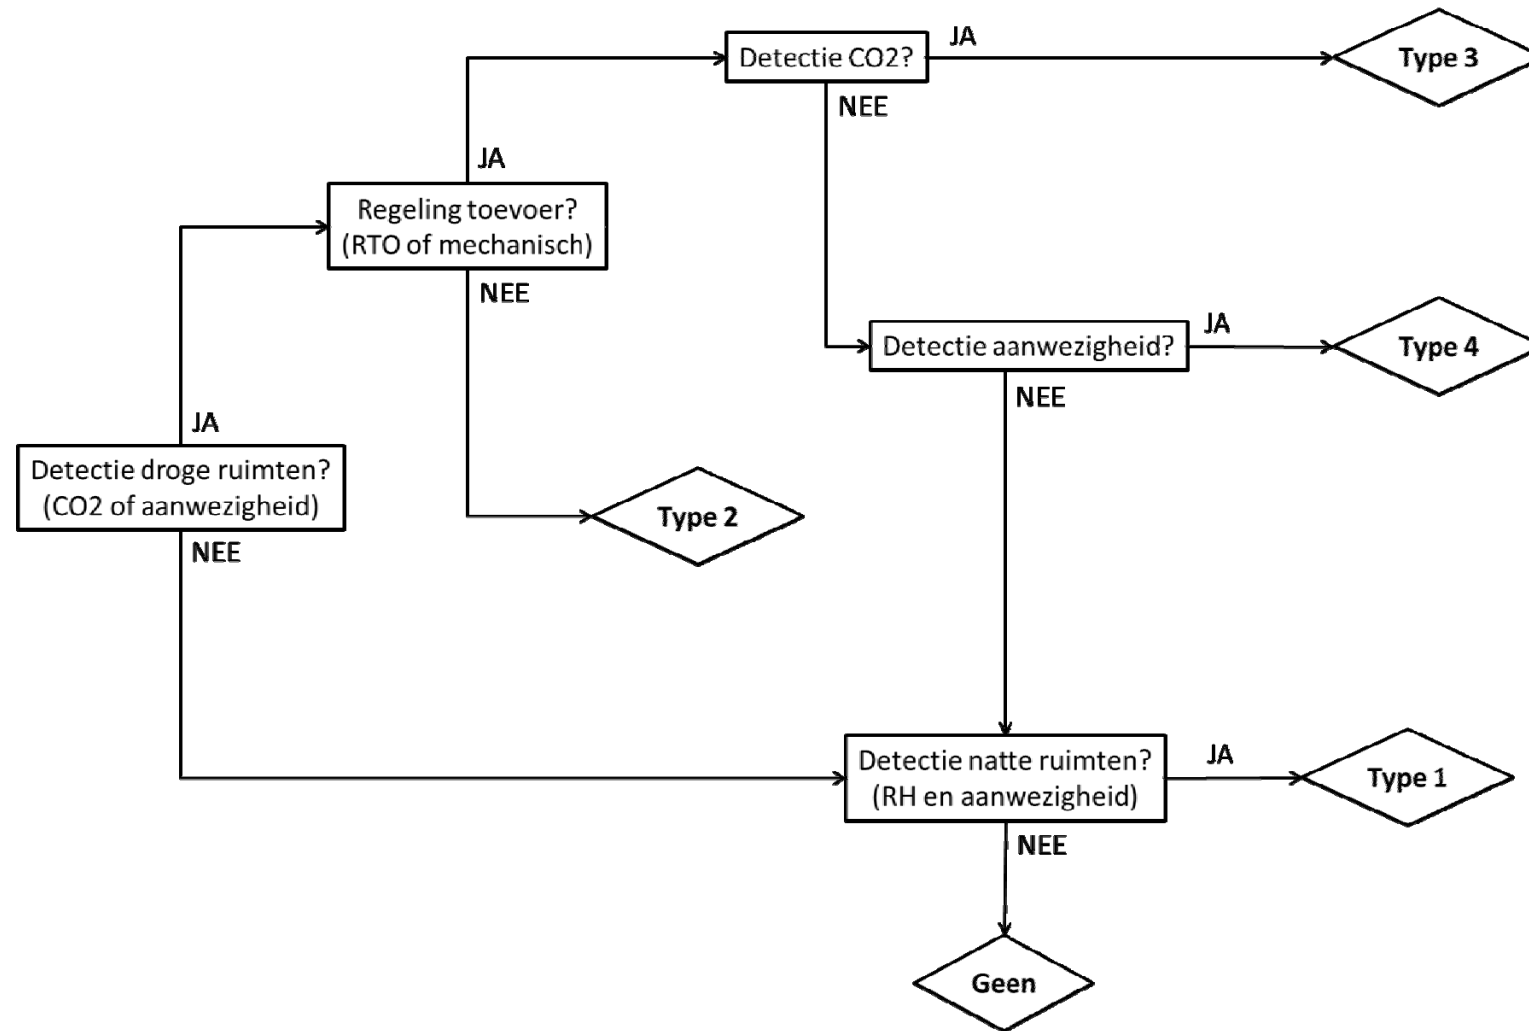 Detectie CO2?
JA
Type 3
NEE
JA
Regeling toevoer?
(RTO of mechanisch)
NEE
Detectie aanwezigheid?
JA
Type 4
NEE
JA
Detectie droge ruimten?
(CO2 of aanwezigheid)
NEE
Type 2
Detectie natte ruimten?
(RH en aanwezigheid)
JA
Type 1
NEE
Geen